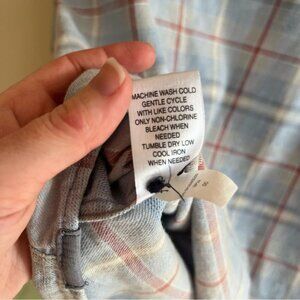 MACHINE WASH COLD
GENTLE CYCLE
WITH LIKE COLORS
ONLY NON-CHLORINE
BLEACH WHEN
NEEDED
TUMBLE DRY LOW
COOL IRON
WHEN NEEDED